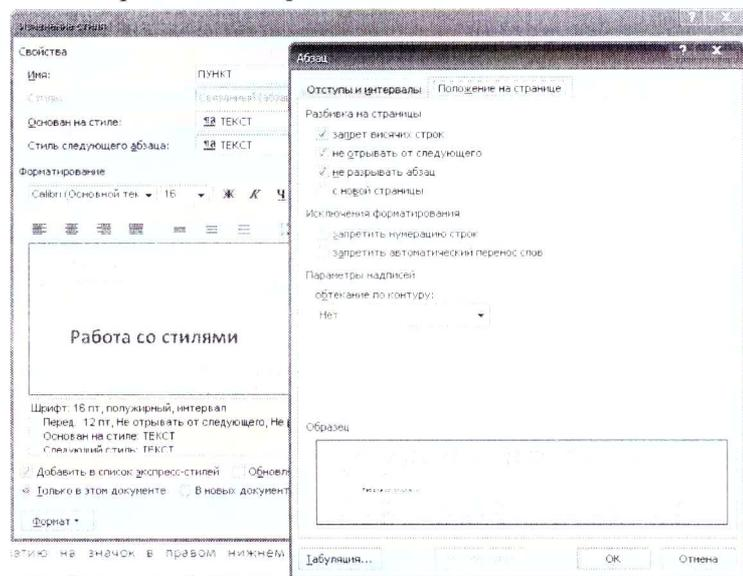 Изменение стиля
Свойства
Имя: ПУНКТ
Стиль: Связанный (абзац
Основан на стиле: ¶a ТЕКСТ
Стиль следующего абзаца: ¶a ТЕКСТ
Форматирование
Calibri (Основной тек 16 Ж К Ч
Работа со стилями
Шрифт: 16 пт, полужирный, интервал
Перед: 12 пт, Не отрывать от следующего, Не
Основан на стиле: ТЕКСТ
Следующий стиль: ТЕКСТ
Добавить в список экспресс-стилей Обновл
Только в этом документе В новых документ
Формат
атию на значок в правом нижнем
? X
Абзац ? X
Отступы и интервалы Положение на странице
Разбивка на страницы
запрет висячих строк
не отрывать от следующего
не разрывать абзац
с новой страницы
Исключения форматирования
запретить нумерацию строк
запретить автоматический перенос слов
Параметры надписей
обтекание по контуру:
Нет
Образец
Табуляция... ОК Отмена